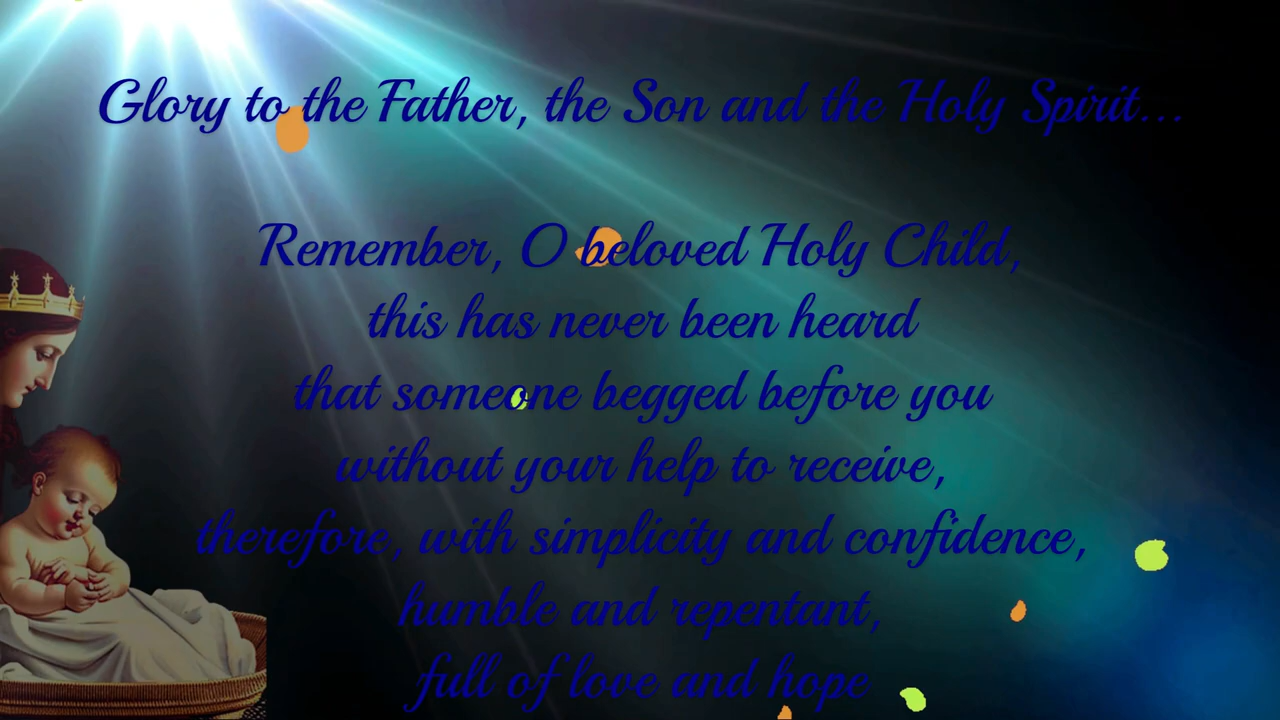 Glory to the Father, the Son and the Holy Spirit...
Remember, O beloved Holy Child,
this has never been heard
that someone begged before you
without your help to receive,
therefore, with simplicity and confidence,
humble and repentant,
full of love and hope